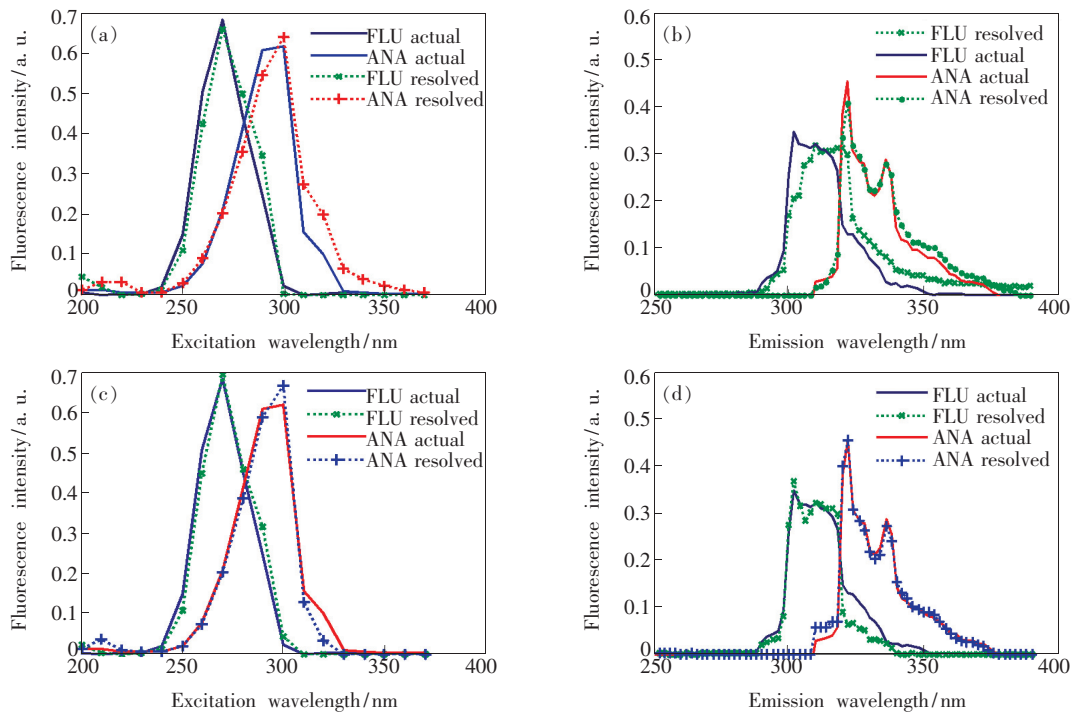 (a)
FLU actual
ANA actual
FLU resolved
ANA resolved
0.7
0.6
0.5
0.4
0.3
0.2
0.1
0
200
250
300
350
400
Fluorescence intensity/a. u.
Excitation wavelength/nm
(b)
FLU resolved
FLU actual
ANA actual
ANA resolved
0.6
0.5
0.4
0.3
0.2
0.1
0
250
300
350
400
Fluorescence intensity/a. u.
Emission wavelength/nm
(c)
FLU actual
FLU resolved
ANA actual
ANA resolved
0.7
0.6
0.5
0.4
0.3
0.2
0.1
0
200
250
300
350
400
Fluorescence intensity/a. u.
Excitation wavelength/nm
(d)
FLU actual
FLU resolved
ANA actual
ANA resolved
0.6
0.5
0.4
0.3
0.2
0.1
0
250
300
350
400
Fluorescence intensity/a. u.
Emission wavelength/nm